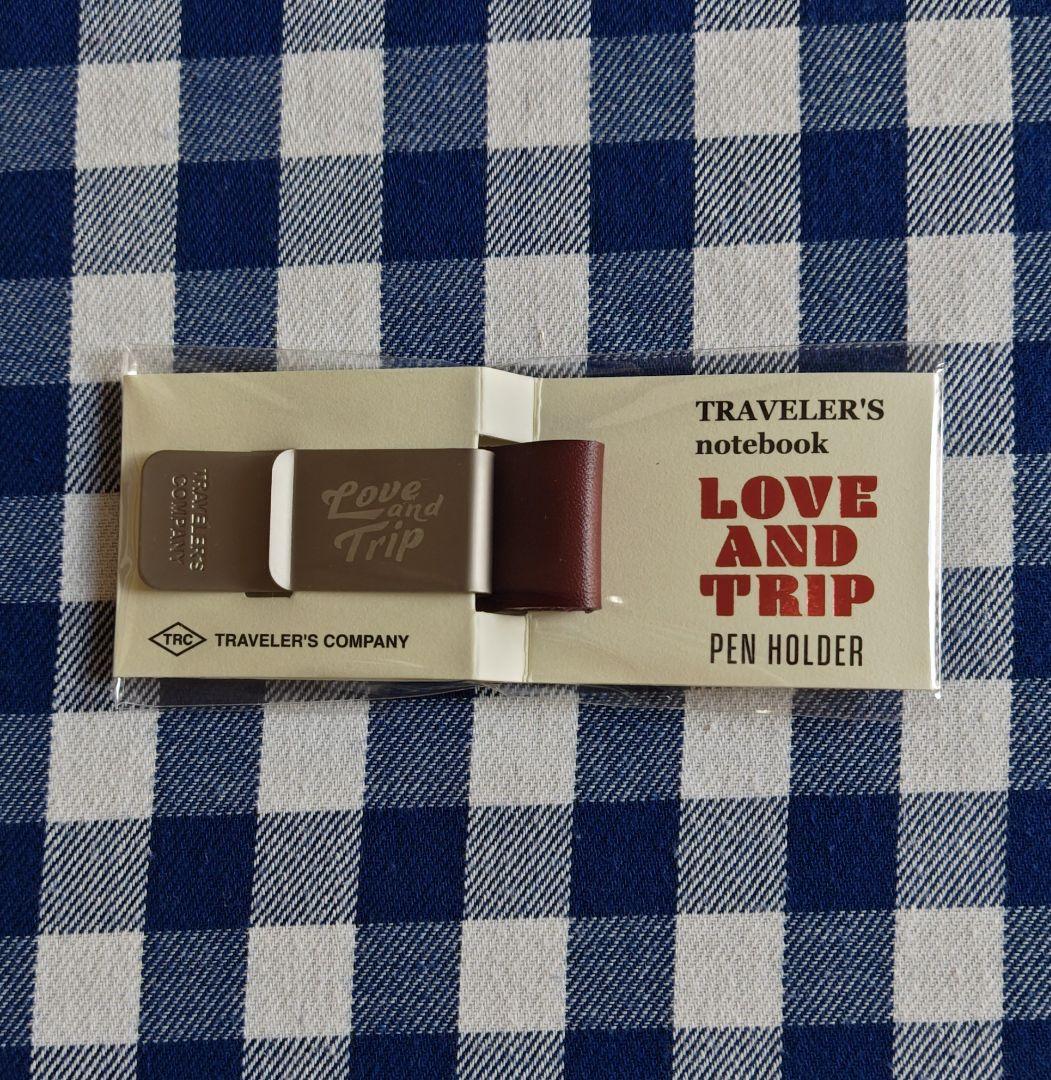 TRAVELER'S
COMPANY
Love
and
Trip
TRC TRAVELER'S COMPANY
TRAVELER'S
notebook
LOVE
AND
TRIP
PEN HOLDER